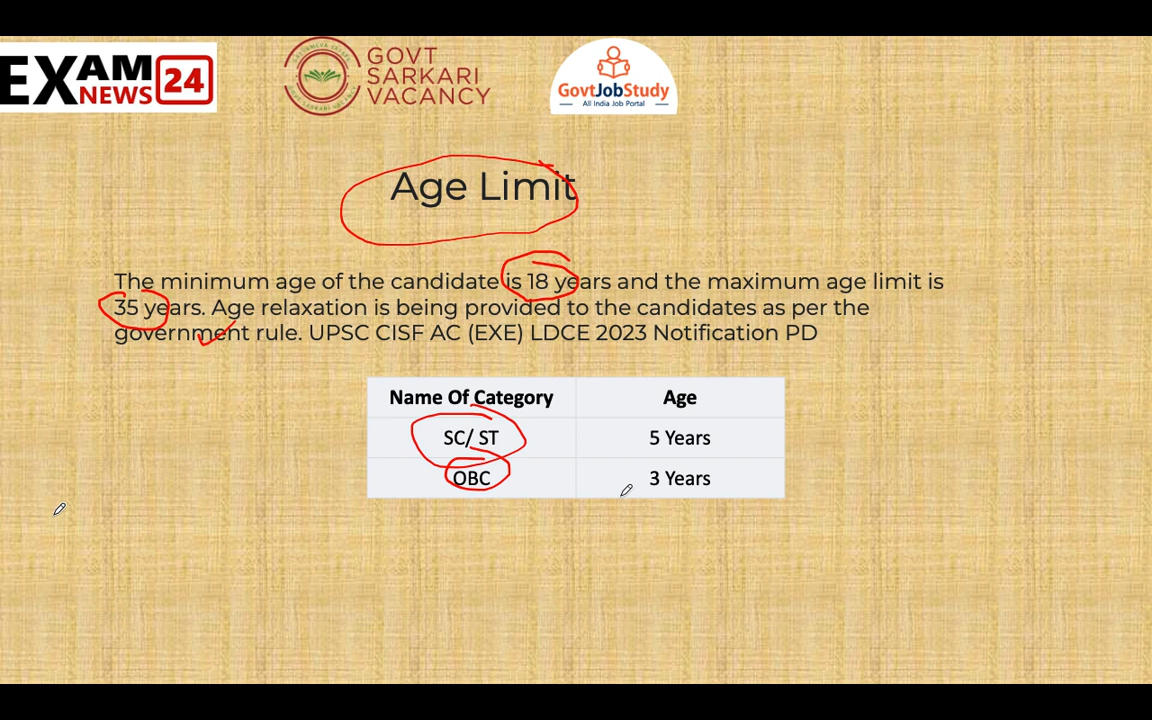 EXAM
NEWS 24
GOVT
SARKARI
VACANCY
GovtJobStudy
All India Job Portal
Age Limit
The minimum age of the candidate is 18 years and the maximum age limit is
35 years. Age relaxation is being provided to the candidates as per the
government rule. UPSC CISF AC (EXE) LDCE 2023 Notification PD
Name Of Category Age
SC/ ST 5 Years
OBC 3 Years